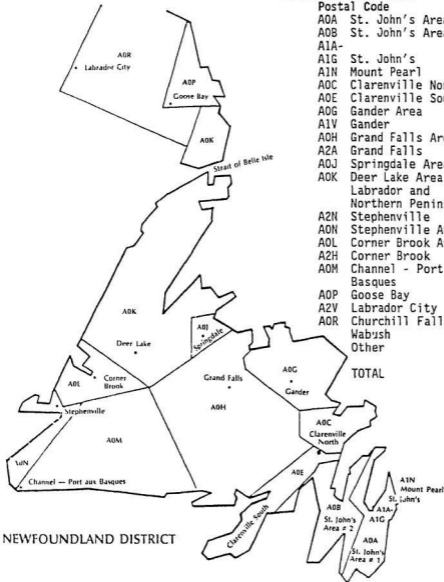 Postal Code
A0A St. John's Area
A0B St. John's Area
A1A-
A1G St. John's
A1N Mount Pearl
A0C Clarenville No
A0E Clarenville So
A0G Gander Area
A1V Gander
A0H Grand Falls Ar
A2A Grand Falls
A0J Springdale Area
A0K Deer Lake Area
Labrador and
Northern Penin
A2N Stephenville
A0N Stephenville A
A0L Corner Brook A
A2H Corner Brook
A0M Channel - Port
Basques
A0P Goose Bay
A2V Labrador City
A0R Churchill Fall
Wabush
Other
TOTAL
A0R
Labrador City
A0P
Goose Bay
A0K
Strait of Belle Isle
A0K
Deer Lake
A0J
Springdale
A0L
Corner
Brook
Stephenville
Grand Falls
A0H
A0G
Gander
A0C
Clarenville
North
A0M
A0N
Channel — Port aux Basques
A0E
Clarenville South
A0B
St. John's
Area # 2
A1N
Mount Pearl
St. John's
A1A-
A1G
A0A
St. John's
Area # 1
NEWFOUNDLAND DISTRICT